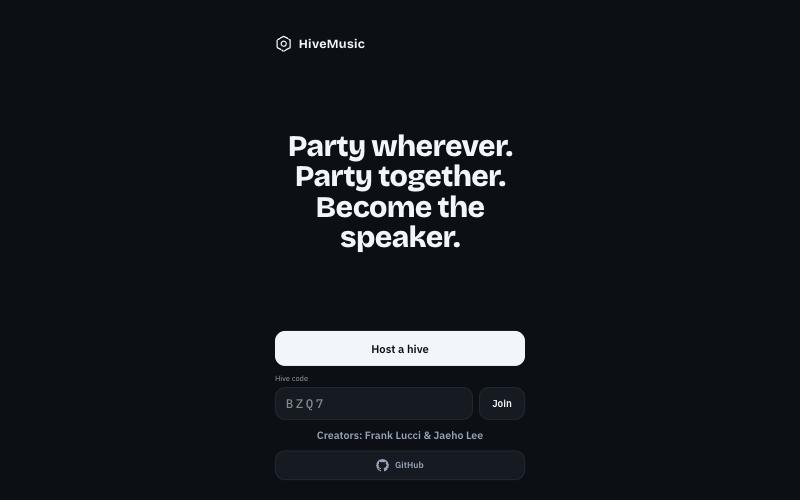 HiveMusic
Party wherever.
Party together.
Become the
speaker.
Host a hive
Hive code
BZQ7
Join
Creators: Frank Lucci & Jaeho Lee
GitHub